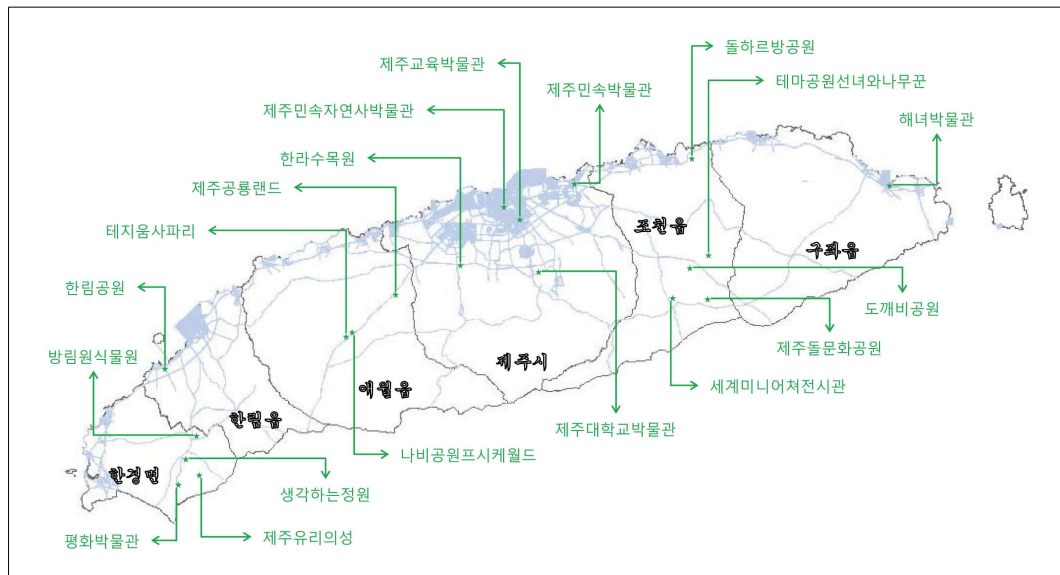 돌하르방공원
제주교육박물관
테마공원선녀와나무꾼
제주민속박물관
제주민속자연사박물관
해녀박물관
한라수목원
제주공룡랜드
테지움사파리
조천읍
구좌읍
한림공원
도깨비공원
제주돌문화공원
방림원식물원
제주시
애월읍
세계미니어쳐전시관
한림읍
제주대학교박물관
나비공원프시케월드
한경면
생각하는정원
평화박물관
제주유리의성